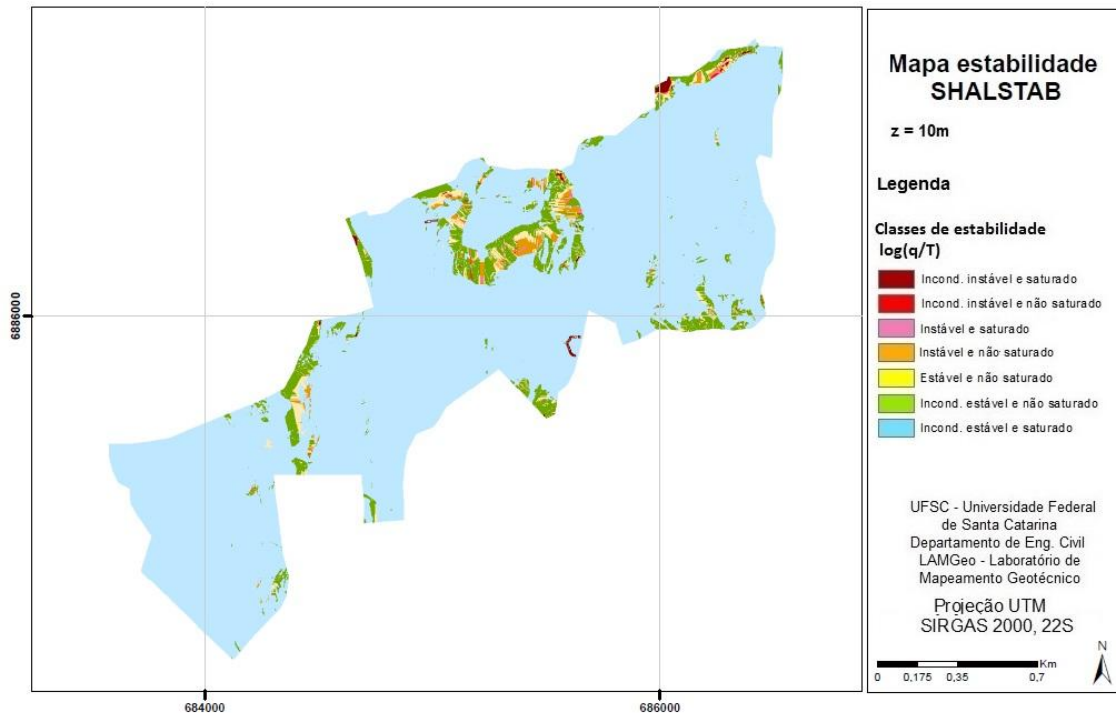 Mapa estabilidade
SHALSTAB
z = 10m
Legenda
Classes de estabilidade
log(q/T)
Incond. instável e saturado
Incond. instável e não saturado
Instável e saturado
Instável e não saturado
Estável e não saturado
Incond. estável e não saturado
Incond. estável e saturado
UFSC - Universidade Federal
de Santa Catarina
Departamento de Eng. Civil
LAMGeo - Laboratório de
Mapeamento Geotécnico
Projeção UTM
SIRGAS 2000, 22S
N
Km
0 0,175 0,35 0,7
6886000
684000 686000